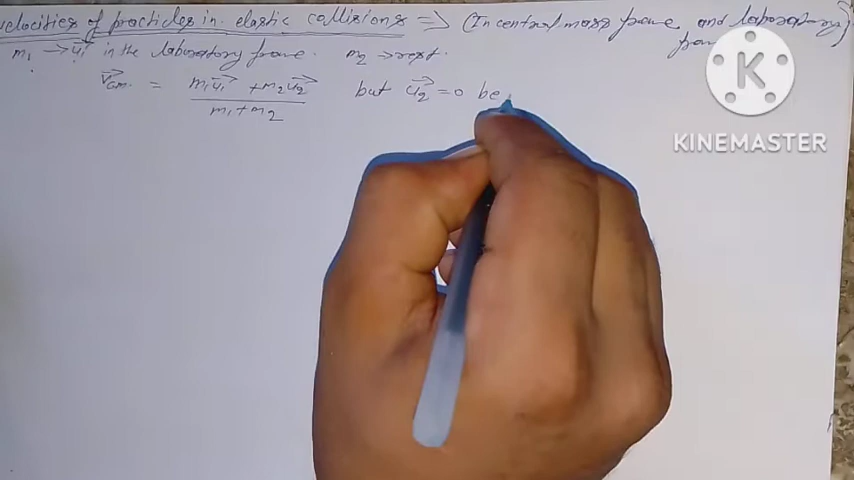 velocities of practicles in elastic collisions ⇒ (In central mass frame and laboratory frame)
m₁ → u₁⃗ in the laboratory frame. m₂ → rest.
v⃗cm. = (m₁u₁⃗ + m₂u₂⃗)/(m₁+m₂) but u₂⃗ = 0 be
K
KINEMASTER